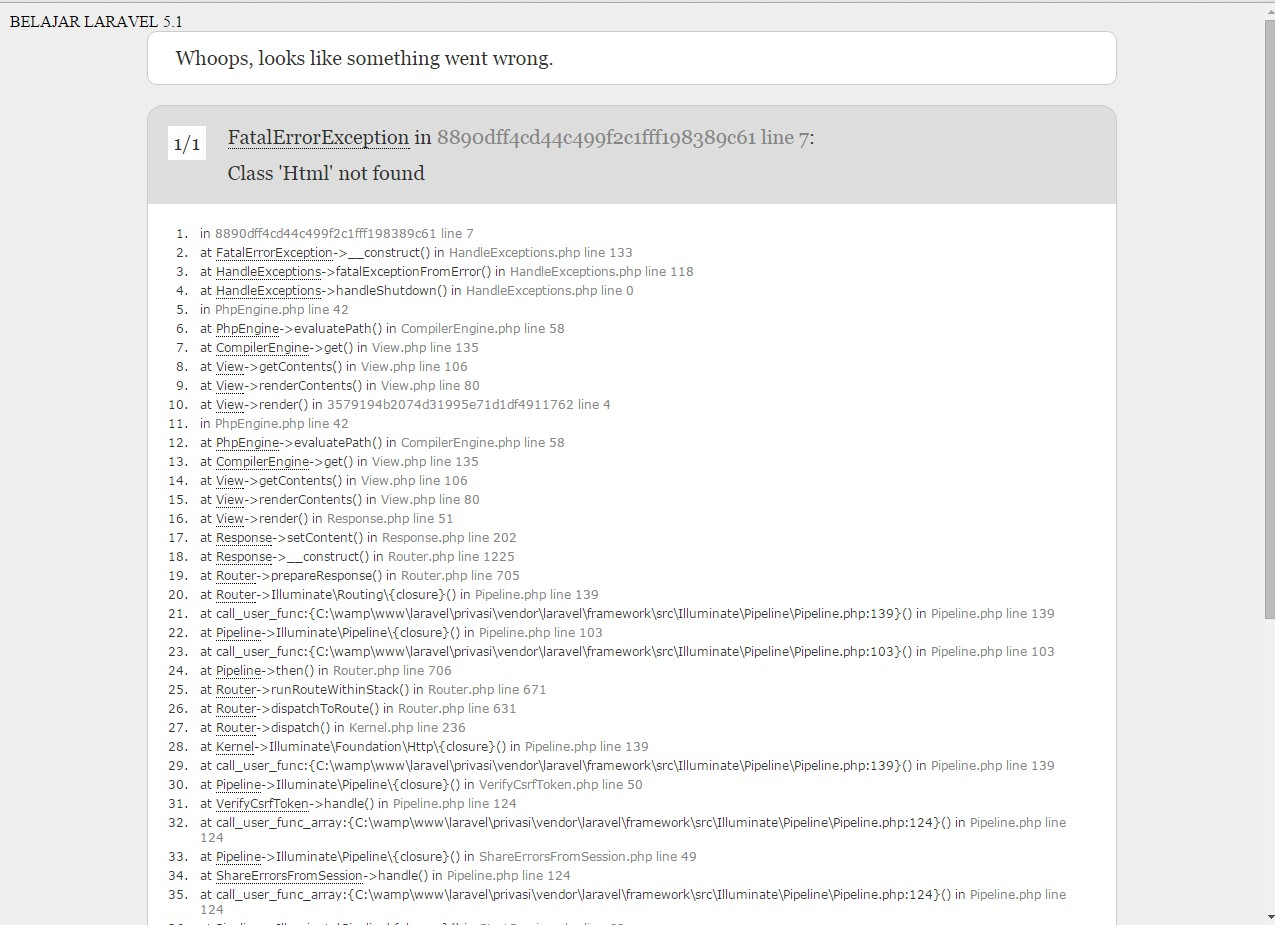 BELAJAR LARAVEL 5.1
Whoops, looks like something went wrong.
1/1
FatalErrorException in 8890dff4cd44c499f2c1fff198389c61 line 7:
Class 'Html' not found
1. in 8890dff4cd44c499f2c1fff198389c61 line 7
2. at FatalErrorException->__construct() in HandleExceptions.php line 133
3. at HandleExceptions->fatalExceptionFromError() in HandleExceptions.php line 118
4. at HandleExceptions->handleShutdown() in HandleExceptions.php line 0
5. in PhpEngine.php line 42
6. at PhpEngine->evaluatePath() in CompilerEngine.php line 58
7. at CompilerEngine->get() in View.php line 135
8. at View->getContents() in View.php line 106
9. at View->renderContents() in View.php line 80
10. at View->render() in 3579194b2074d31995e71d1df4911762 line 4
11. in PhpEngine.php line 42
12. at PhpEngine->evaluatePath() in CompilerEngine.php line 58
13. at CompilerEngine->get() in View.php line 135
14. at View->getContents() in View.php line 106
15. at View->renderContents() in View.php line 80
16. at View->render() in Response.php line 51
17. at Response->setContent() in Response.php line 202
18. at Response->__construct() in Router.php line 1225
19. at Router->prepareResponse() in Router.php line 705
20. at Router->Illuminate\Routing\{closure}() in Pipeline.php line 139
21. at call_user_func:{C:\wamp\www\laravel\privasi\vendor\laravel\framework\src\Illuminate\Pipeline\Pipeline.php:139}() in Pipeline.php line 139
22. at Pipeline->Illuminate\Pipeline\{closure}() in Pipeline.php line 103
23. at call_user_func:{C:\wamp\www\laravel\privasi\vendor\laravel\framework\src\Illuminate\Pipeline\Pipeline.php:103}() in Pipeline.php line 103
24. at Pipeline->then() in Router.php line 706
25. at Router->runRouteWithinStack() in Router.php line 671
26. at Router->dispatchToRoute() in Router.php line 631
27. at Router->dispatch() in Kernel.php line 236
28. at Kernel->Illuminate\Foundation\Http\{closure}() in Pipeline.php line 139
29. at call_user_func:{C:\wamp\www\laravel\privasi\vendor\laravel\framework\src\Illuminate\Pipeline\Pipeline.php:139}() in Pipeline.php line 139
30. at Pipeline->Illuminate\Pipeline\{closure}() in VerifyCsrfToken.php line 50
31. at VerifyCsrfToken->handle() in Pipeline.php line 124
32. at call_user_func_array:{C:\wamp\www\laravel\privasi\vendor\laravel\framework\src\Illuminate\Pipeline\Pipeline.php:124}() in Pipeline.php line
124
33. at Pipeline->Illuminate\Pipeline\{closure}() in ShareErrorsFromSession.php line 49
34. at ShareErrorsFromSession->handle() in Pipeline.php line 124
35. at call_user_func_array:{C:\wamp\www\laravel\privasi\vendor\laravel\framework\src\Illuminate\Pipeline\Pipeline.php:124}() in Pipeline.php line
124